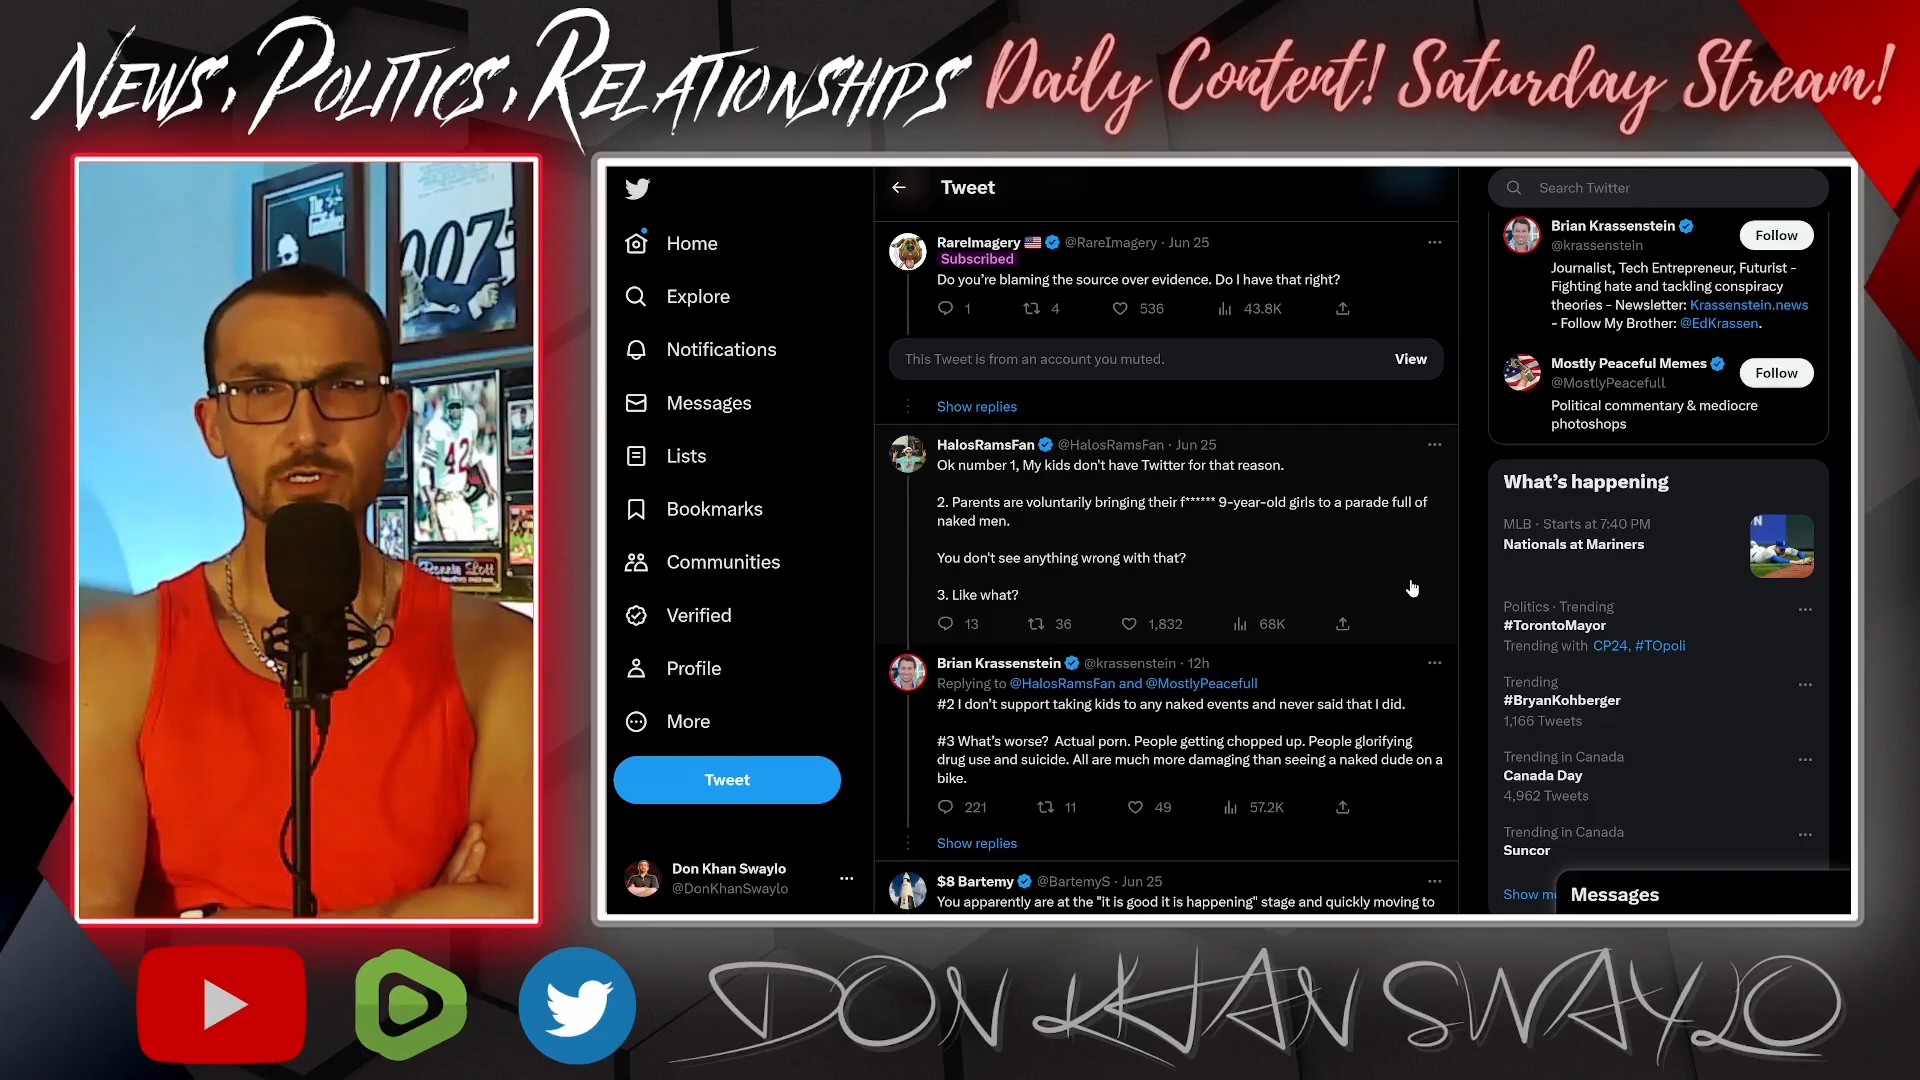 NEWS, POLITICS, RELATIONSHIPS
Daily Content! Saturday Stream!
The
007
42
Ronnie Lott
Home
Explore
Notifications
Messages
Lists
Bookmarks
Communities
Verified
Profile
More
Tweet
Don Khan Swaylo
@DonKhanSwaylo
Tweet
RareImagery @RareImagery · Jun 25
Subscribed
Do you're blaming the source over evidence. Do I have that right?
1 4 536 43.8K
This Tweet is from an account you muted.
View
Show replies
HalosRamsFan @HalosRamsFan · Jun 25
Ok number 1, My kids don't have Twitter for that reason.
2. Parents are voluntarily bringing their f****** 9-year-old girls to a parade full of
naked men.
You don't see anything wrong with that?
3. Like what?
13 36 1,832 68K
Brian Krassenstein @krassenstein · 12h
Replying to @HalosRamsFan and @MostlyPeacefull
#2 I don't support taking kids to any naked events and never said that I did.
#3 What's worse? Actual porn. People getting chopped up. People glorifying
drug use and suicide. All are much more damaging than seeing a naked dude on a
bike.
221 11 49 57.2K
Show replies
$8 Bartemy @BartemyS · Jun 25
You apparently are at the "it is good it is happening" stage and quickly moving to
Search Twitter
Brian Krassenstein
@krassenstein
Follow
Journalist, Tech Entrepreneur, Futurist -
Fighting hate and tackling conspiracy
theories - Newsletter: Krassenstein.news
- Follow My Brother: @EdKrassen.
Mostly Peaceful Memes
@MostlyPeacefull
Follow
Political commentary & mediocre
photoshops
What's happening
MLB · Starts at 7:40 PM
Nationals at Mariners
Politics · Trending
#TorontoMayor
Trending with CP24, #TOpoli
Trending
#BryanKohberger
1,166 Tweets
Trending in Canada
Canada Day
4,962 Tweets
Trending in Canada
Suncor
Show mo
Messages
DON KHAN SWAYLO